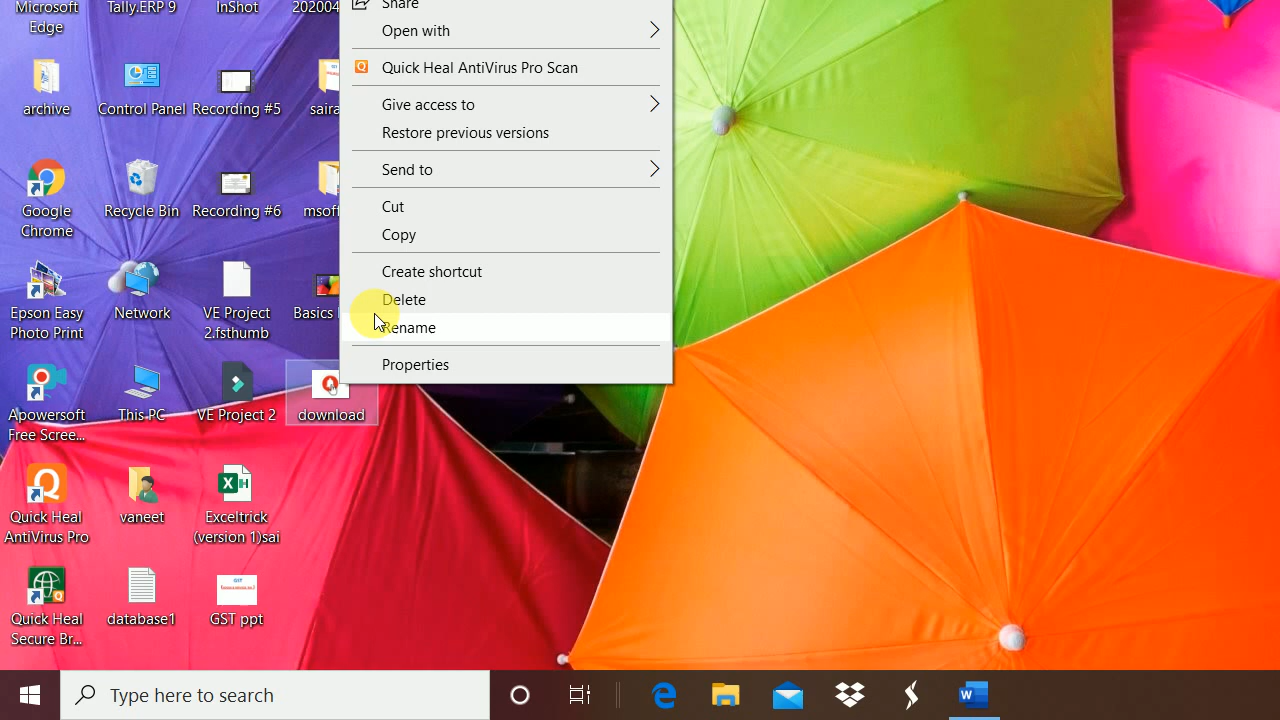 Microsoft
Edge
Tally.ERP 9
InShot
202004
archive
Control Panel
Recording #5
saira
Google
Chrome
Recycle Bin
Recording #6
msoff
Epson Easy
Photo Print
Network
VE Project
2.fsthumb
Basics
Apowersoft
Free Scree...
This PC
VE Project 2
download
Quick Heal
AntiVirus Pro
vaneet
Exceltrick
(version 1)sai
Quick Heal
Secure Br...
database1
GST ppt
Share
Open with
Quick Heal AntiVirus Pro Scan
Give access to
Restore previous versions
Send to
Cut
Copy
Create shortcut
Delete
Rename
Properties
Type here to search